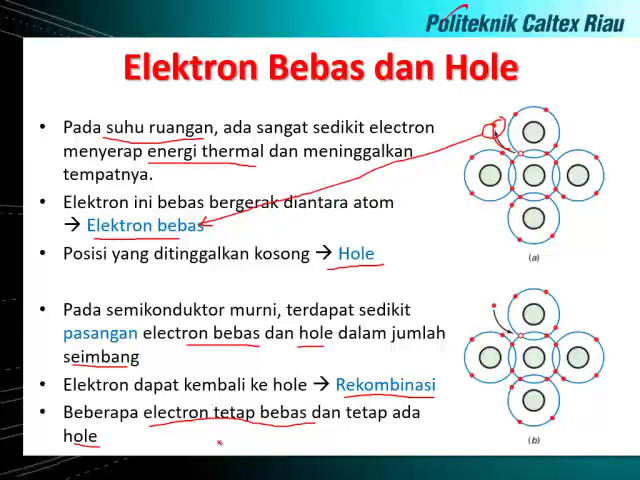 Politeknik Caltex Riau
Elektron Bebas dan Hole
• Pada suhu ruangan, ada sangat sedikit electron
menyerap energi thermal dan meninggalkan
tempatnya.
• Elektron ini bebas bergerak diantara atom
→ Elektron bebas
• Posisi yang ditinggalkan kosong → Hole
(a)
• Pada semikonduktor murni, terdapat sedikit
pasangan electron bebas dan hole dalam jumlah
seimbang
• Elektron dapat kembali ke hole → Rekombinasi
• Beberapa electron tetap bebas dan tetap ada
hole
(b)